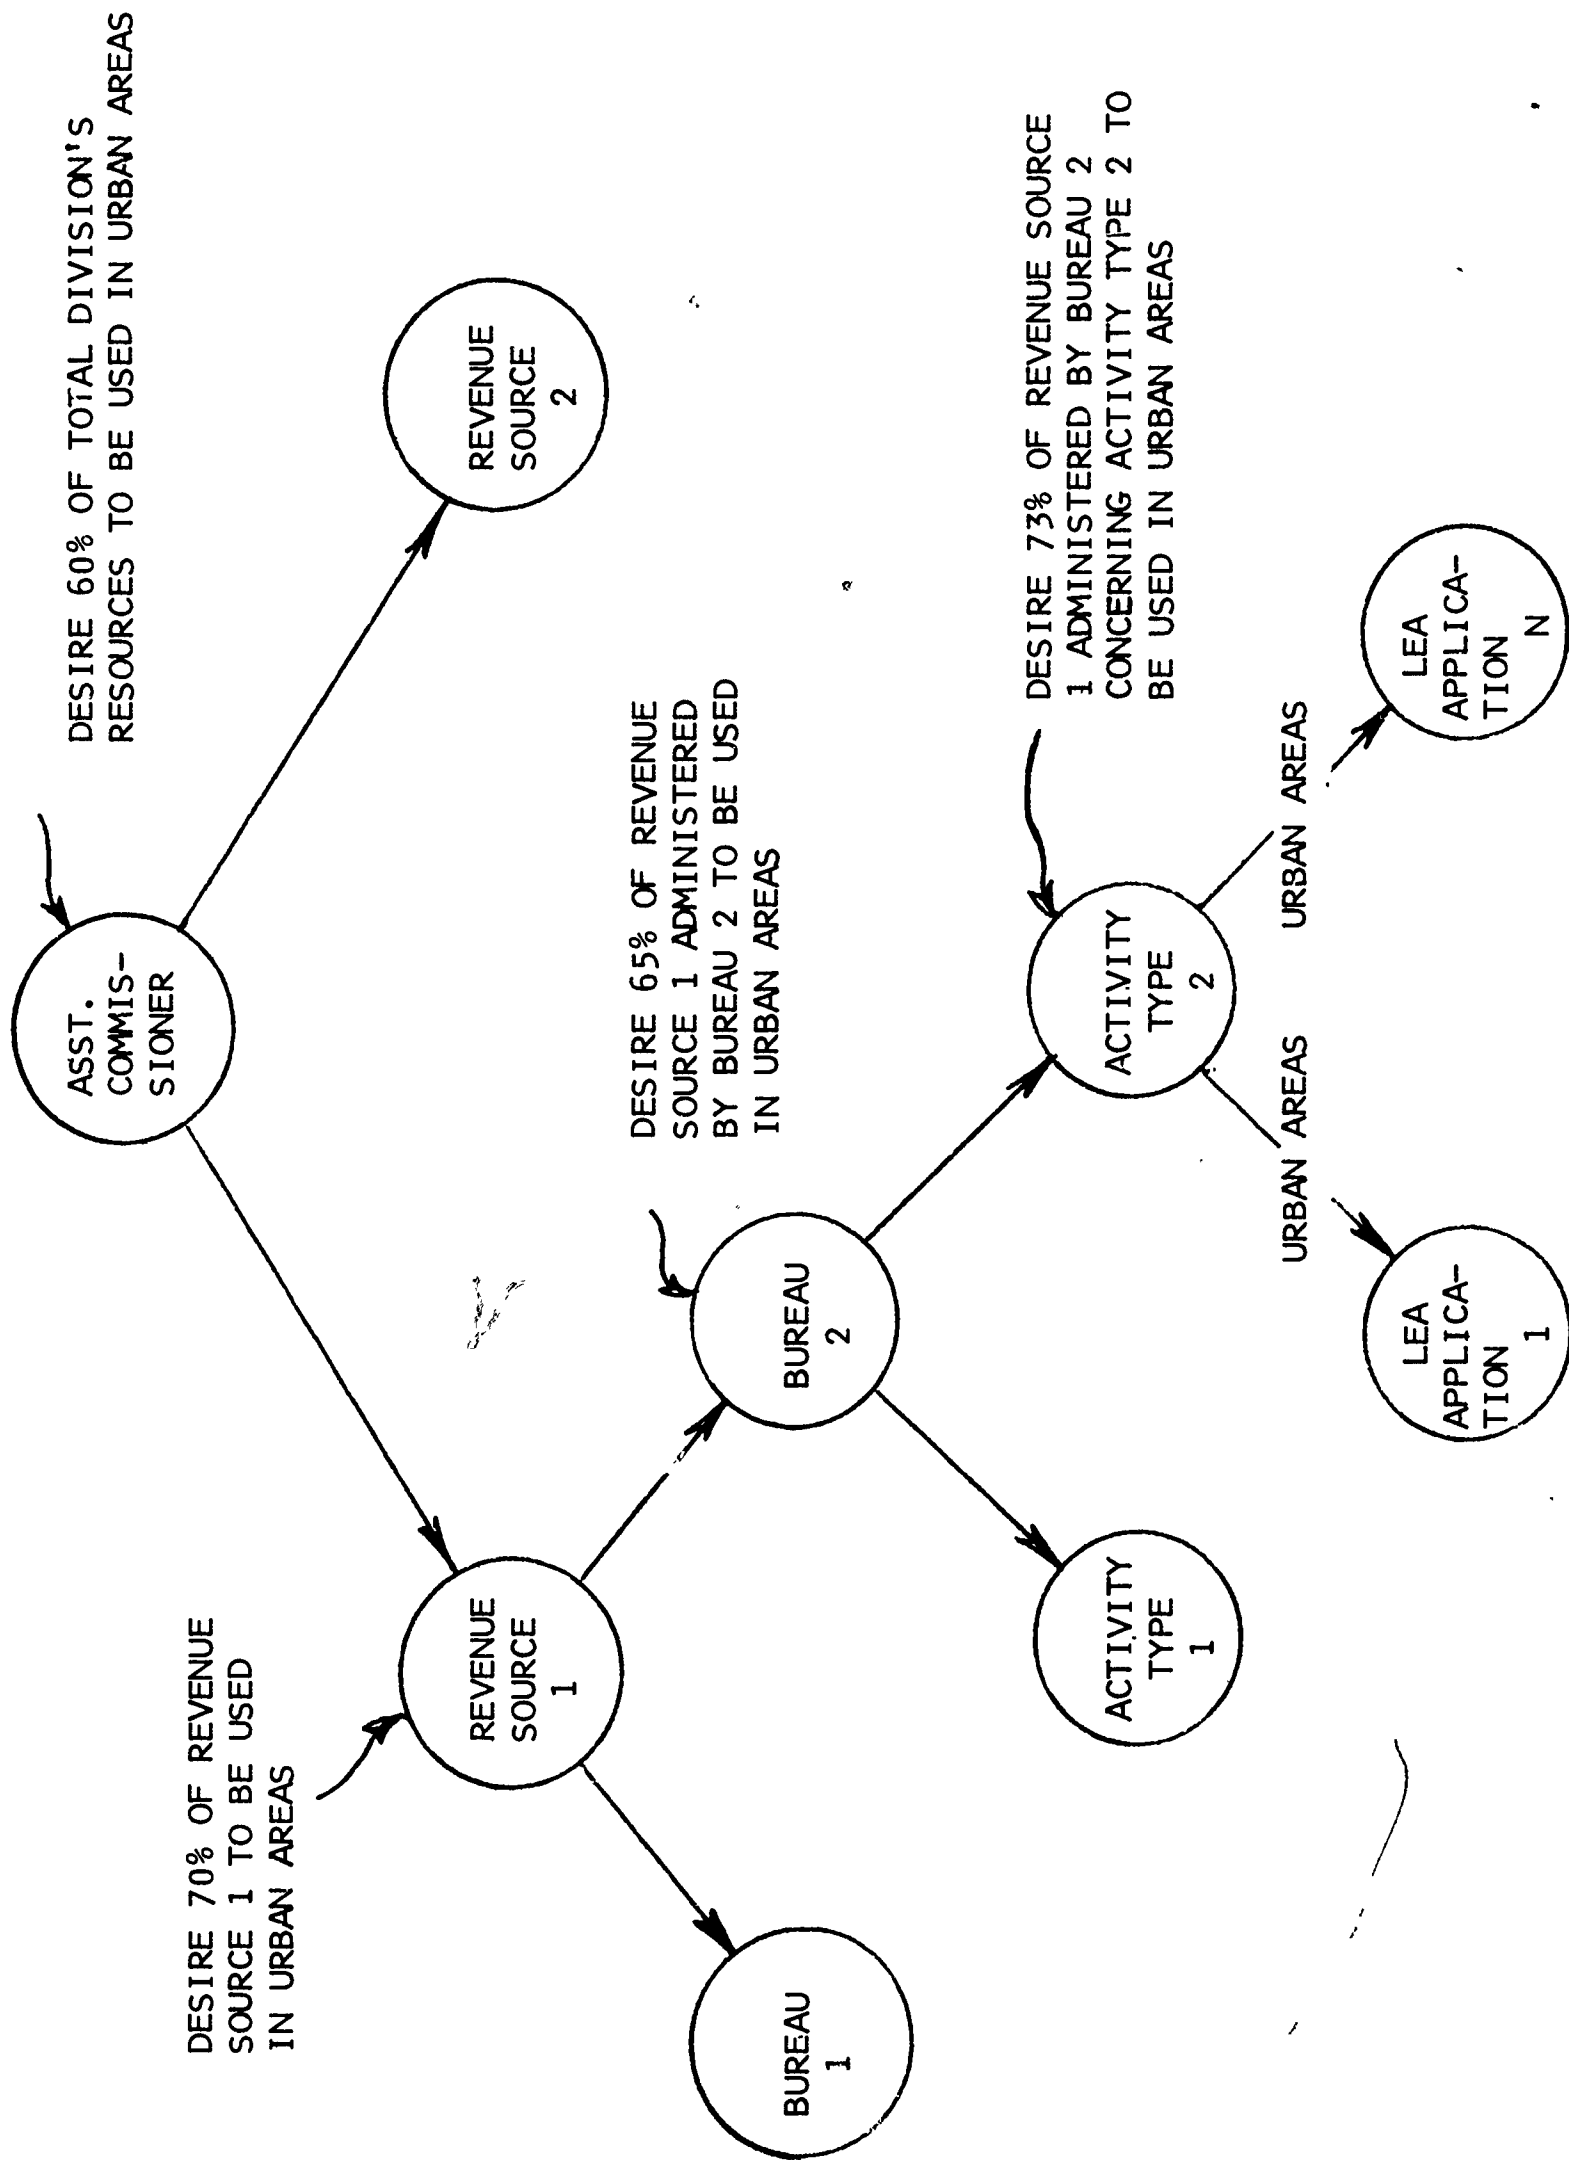 DESIRE 60% OF TOTAL DIVISION'S
RESOURCES TO BE USED IN URBAN AREAS
ASST.
COMMIS-
SIONER
DESIRE 70% OF REVENUE
SOURCE 1 TO BE USED
IN URBAN AREAS
REVENUE
SOURCE
1
REVENUE
SOURCE
2
DESIRE 65% OF REVENUE
SOURCE 1 ADMINISTERED
BY BUREAU 2 TO BE USED
IN URBAN AREAS
BUREAU
1
BUREAU
2
DESIRE 73% OF REVENUE SOURCE
1 ADMINISTERED BY BUREAU 2
CONCERNING ACTIVITY TYPE 2 TO
BE USED IN URBAN AREAS
ACTIVITY
TYPE
1
ACTIVITY
TYPE
2
URBAN AREAS
URBAN AREAS
LEA
APPLICA-
TION 1
LEA
APPLICA-
TION N